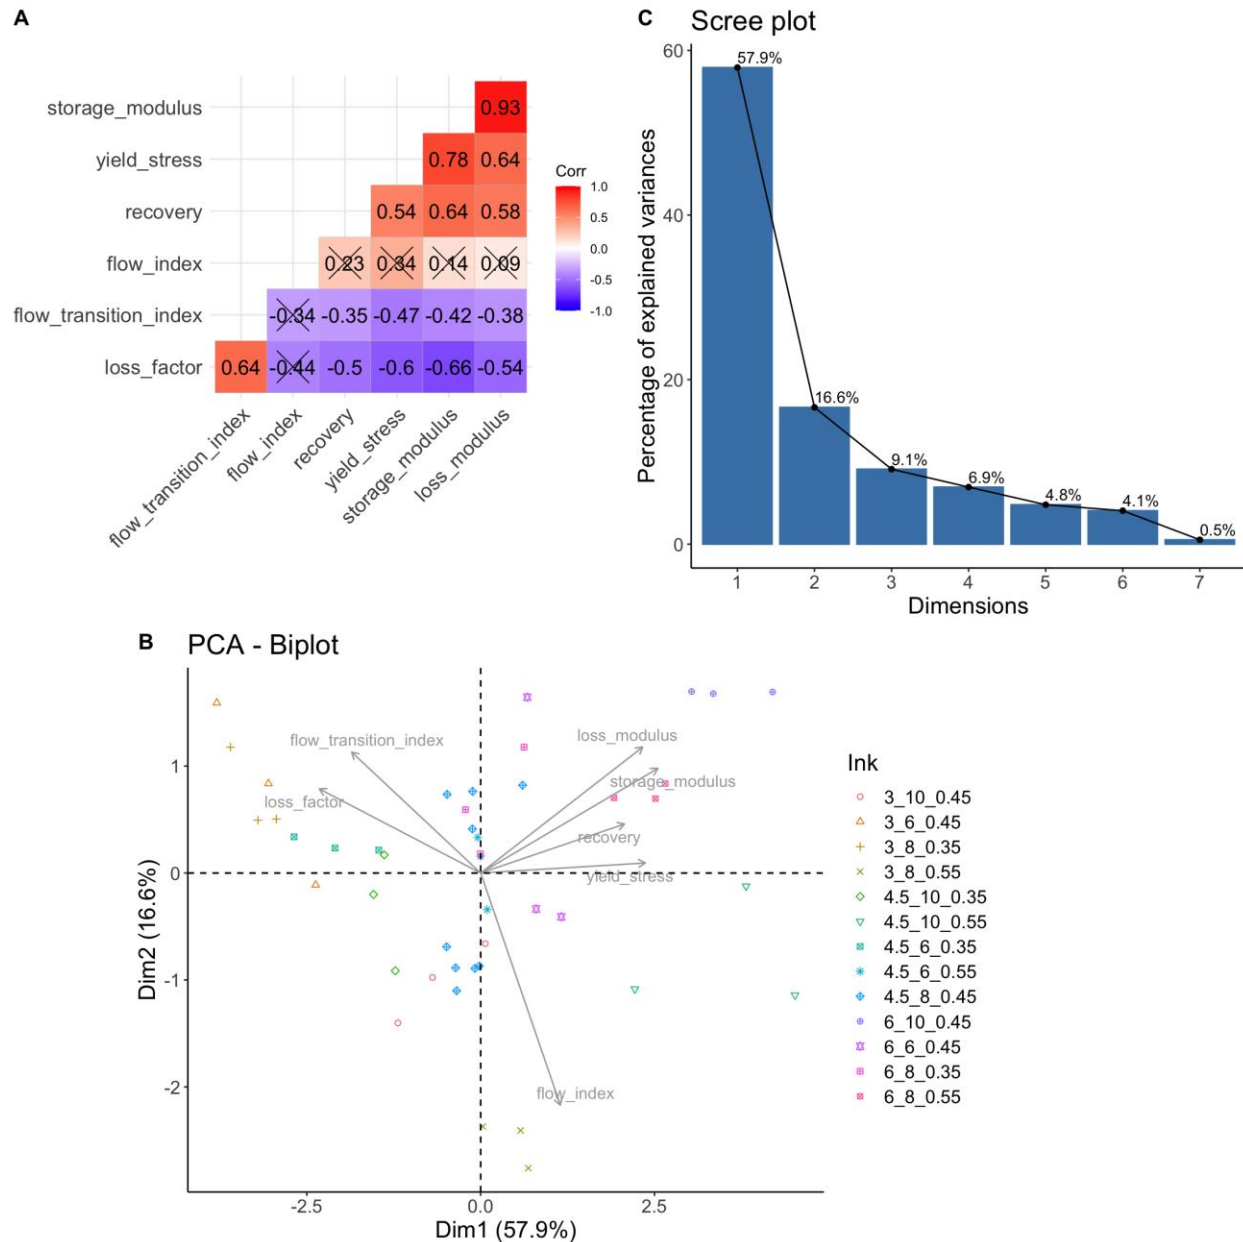 A
storage_modulus
yield_stress
recovery
flow_index
flow_transition_index
loss_factor
0.93
0.78 0.64
0.54 0.64 0.58
0.23 0.34 0.14 0.09
-0.34 -0.35 -0.47 -0.42 -0.38
0.64 -0.44 -0.5 -0.6 -0.66 -0.54
flow_transition_index
flow_index
recovery
yield_stress
storage_modulus
loss_modulus
Corr
1.0
0.5
0.0
-0.5
-1.0
C Scree plot
Percentage of explained variances
60
40
20
0
57.9%
16.6%
9.1%
6.9%
4.8%
4.1%
0.5%
1 2 3 4 5 6 7
Dimensions
B PCA - Biplot
Dim2 (16.6%)
1
0
-1
-2
flow_transition_index
loss_factor
loss_modulus
storage_modulus
recovery
yield_stress
flow_index
-2.5 0.0 2.5
Dim1 (57.9%)
Ink
3_10_0.45
3_6_0.45
3_8_0.35
3_8_0.55
4.5_10_0.35
4.5_10_0.55
4.5_6_0.35
4.5_6_0.55
4.5_8_0.45
6_10_0.45
6_6_0.45
6_8_0.35
6_8_0.55